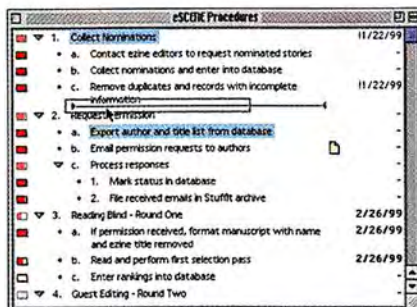 eSCENE Procedures
1. Collect Nominations 11/22/99
a. Contact ezine editors to request nominated stories -
b. Collect nominations and enter into database -
c. Remove duplicates and records with incomplete 11/22/99
information
2. Request Permission -
a. Export author and title list from database -
b. Email permission requests to authors -
c. Process responses -
1. Mark status in database -
2. File received emails in StuffIt archive -
3. Reading Blind - Round One 2/26/99
a. If permission received, format manuscript with name 2/26/99
and ezine title removed
b. Read and perform first selection pass 2/26/99
c. Enter rankings into database -
4. Guest Editing - Round Two -